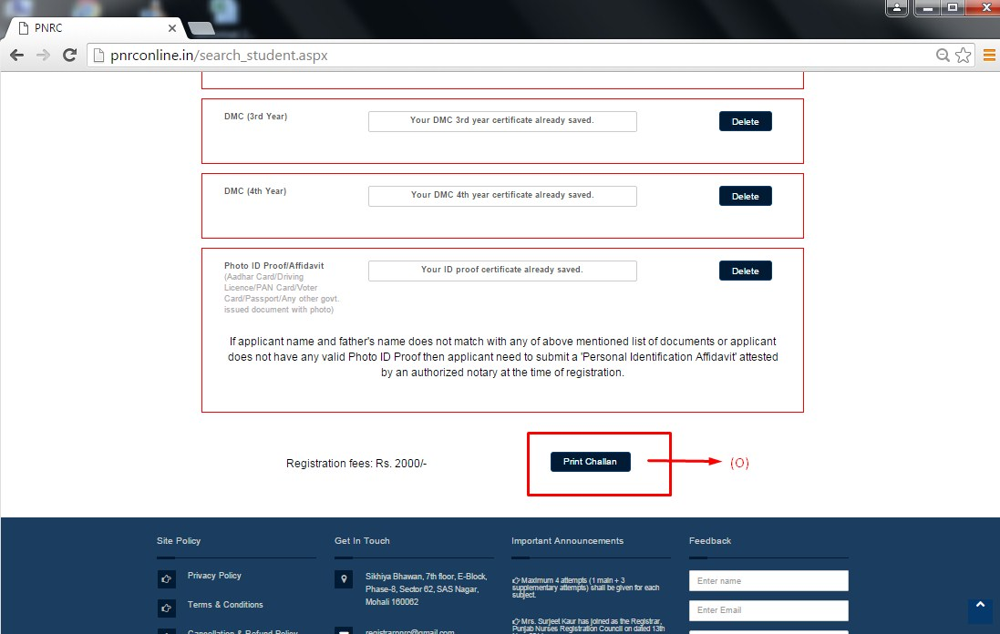 PNRC
pnrconline.in/search_student.aspx
DMC (3rd Year)
Your DMC 3rd year certificate already saved.
Delete
DMC (4th Year)
Your DMC 4th year certificate already saved.
Delete
Photo ID Proof/Affidavit
(Aadhar Card/Driving
Licence/PAN Card/Voter
Card/Passport/Any other govt.
issued document with photo)
Your ID proof certificate already saved.
Delete
If applicant name and father's name does not match with any of above mentioned list of documents or applicant
does not have any valid Photo ID Proof then applicant need to submit a 'Personal Identification Affidavit' attested
by an authorized notary at the time of registration.
Registration fees: Rs. 2000/-
Print Challan
(O)
Site Policy
Privacy Policy
Terms & Conditions
Cancellation & Refund Policy
Get In Touch
Sikhiya Bhawan, 7th floor, E-Block,
Phase-8, Sector 62, SAS Nagar,
Mohali 160062
registrarpnrc@gmail.com
Important Announcements
Maximum 4 attempts (1 main + 3
supplementary attempts) shall be given for each
subject.
Mrs. Surjeet Kaur has joined as the Registrar,
Punjab Nurses Registration Council on dated 13th
Feedback
Enter name
Enter Email